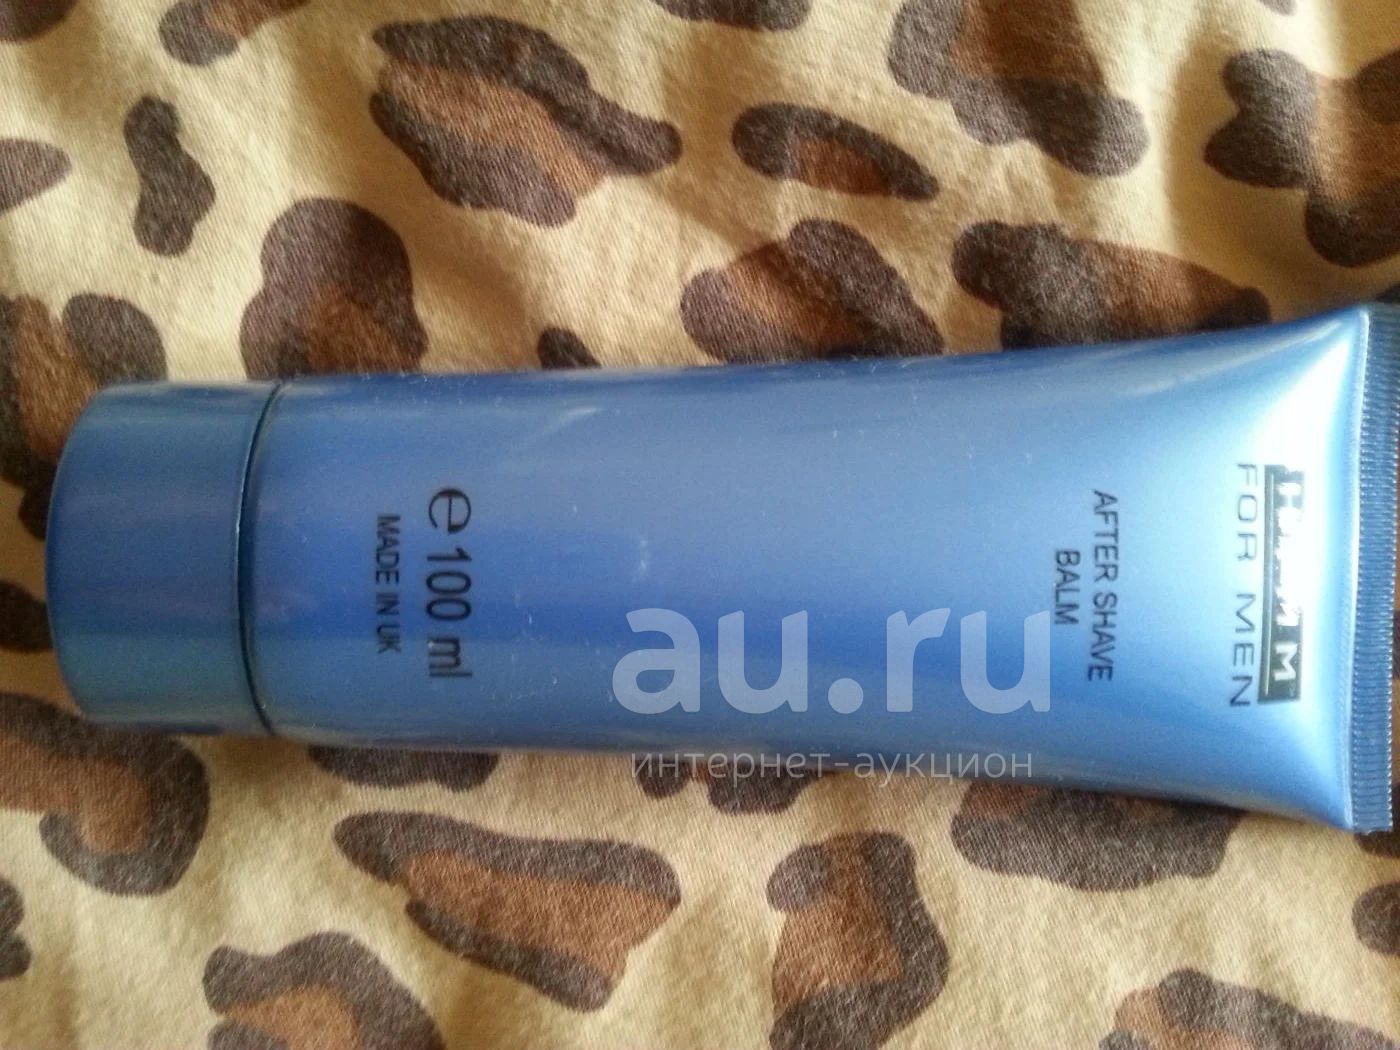 FOR MEN
AFTER SHAVE
BALM
e 100 ml
MADE IN UK
au.ru
интернет-аукцион